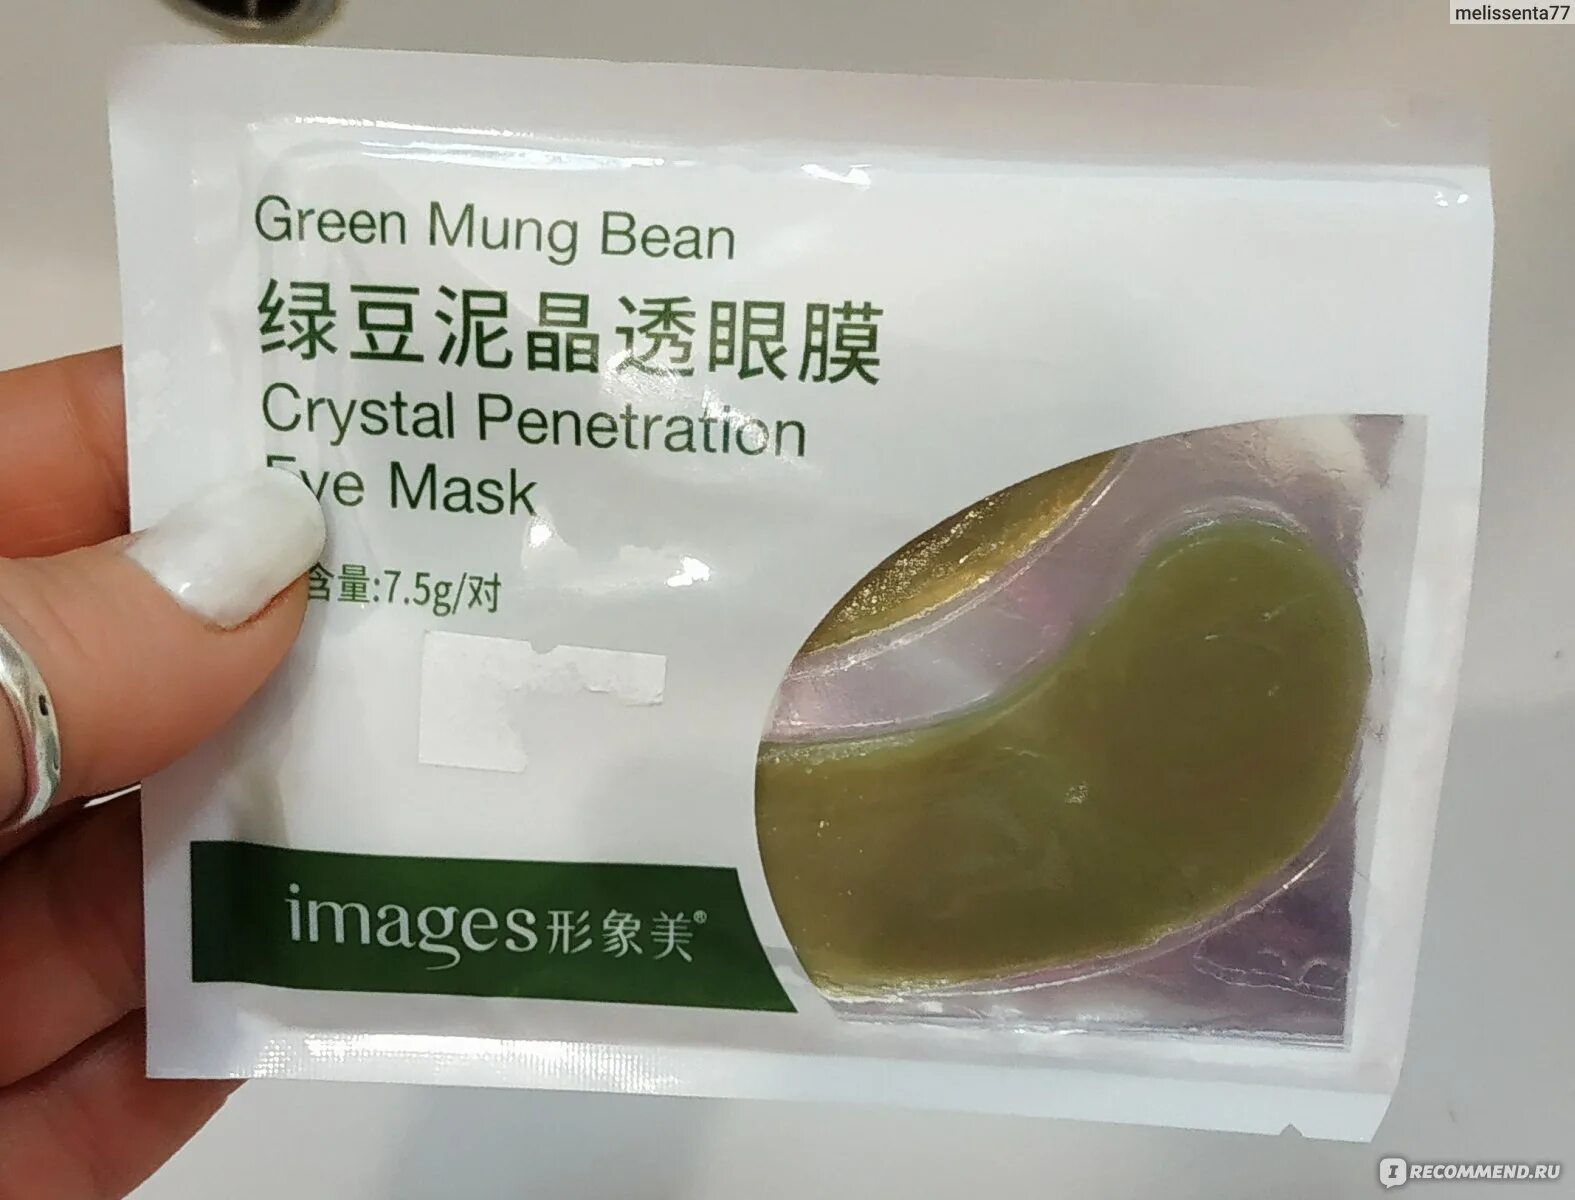 melissenta77
Green Mung Bean
绿豆泥晶透眼膜
Crystal Penetration
Eye Mask
含量:7.5g/对
images形象美®
IRECOMMEND.RU